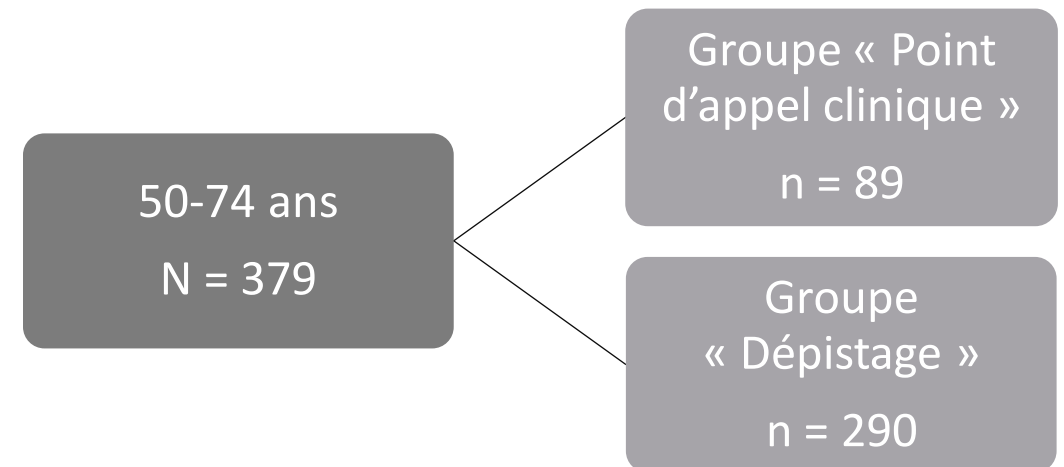 50-74 ans
N = 379
Groupe « Point
d'appel clinique »
n = 89
Groupe
« Dépistage »
n = 290